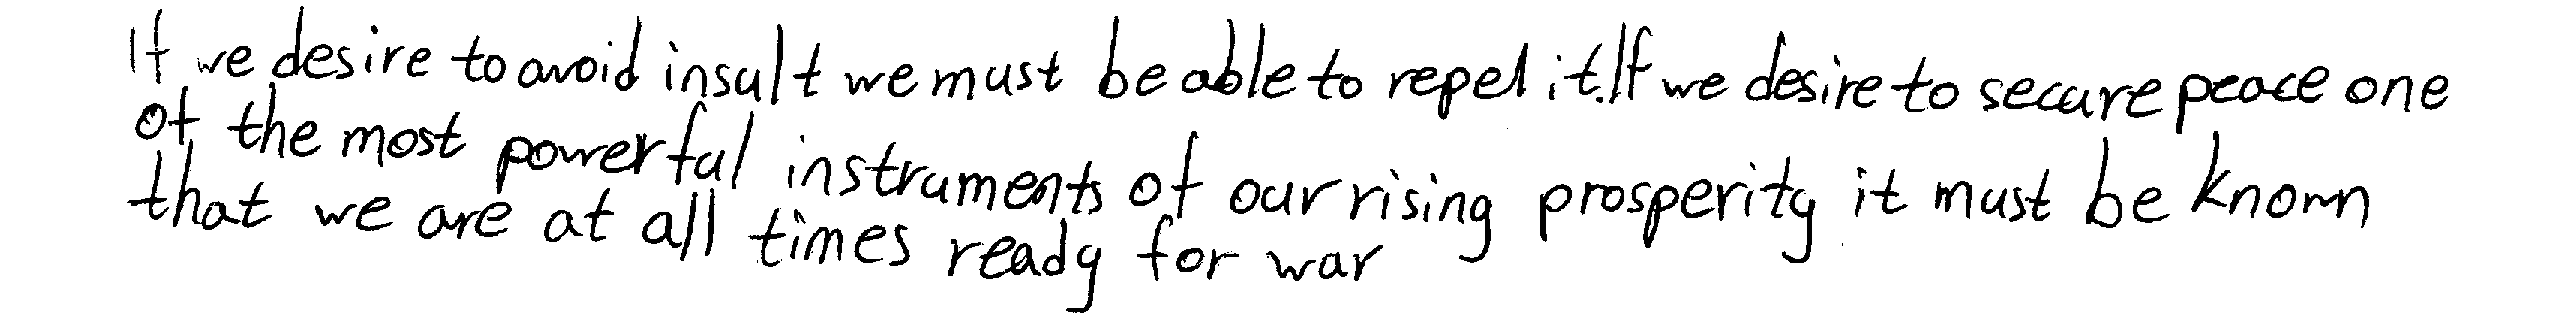 If we desire to avoid insult we must be able to repel it. If we desire to secure peace one
of the most powerful instruments of our rising prosperity it must be known
that we are at all times ready for war